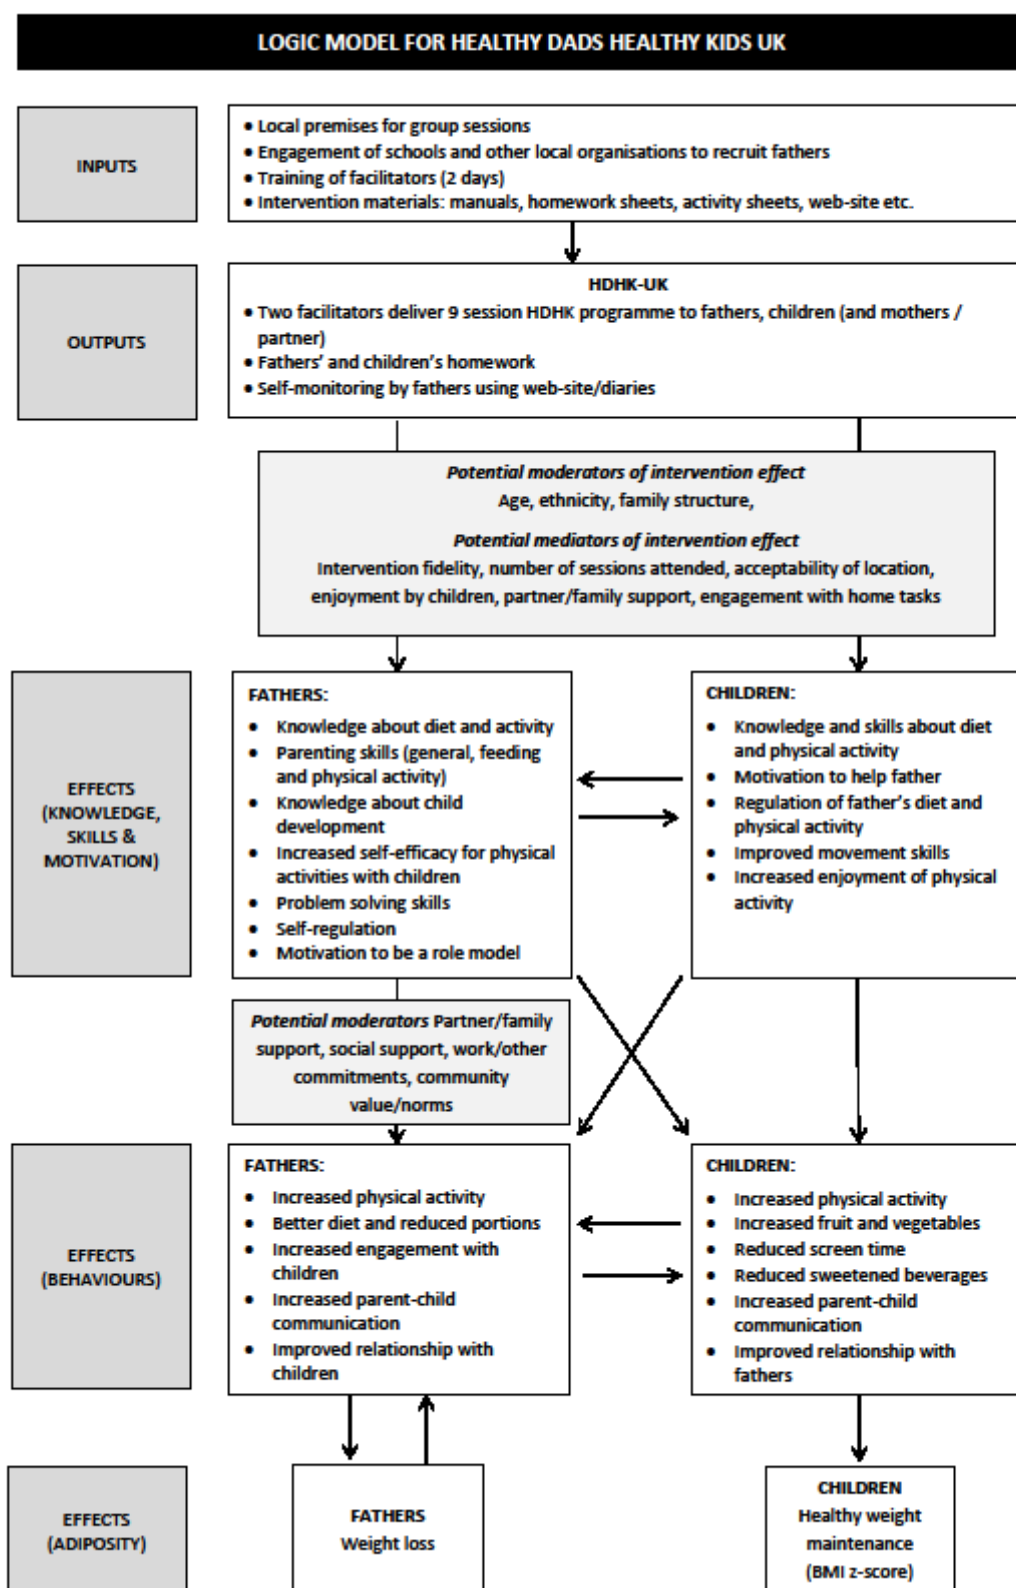 LOGIC MODEL FOR HEALTHY DADS HEALTHY KIDS UK
INPUTS
• Local premises for group sessions
• Engagement of schools and other local organisations to recruit fathers
• Training of facilitators (2 days)
• Intervention materials: manuals, homework sheets, activity sheets, web-site etc.
OUTPUTS
HDHK-UK
• Two facilitators deliver 9 session HDHK programme to fathers, children (and mothers /
partner)
• Fathers' and children's homework
• Self-monitoring by fathers using web-site/diaries
Potential moderators of intervention effect
Age, ethnicity, family structure,
Potential mediators of intervention effect
Intervention fidelity, number of sessions attended, acceptability of location,
enjoyment by children, partner/family support, engagement with home tasks
EFFECTS
(KNOWLEDGE,
SKILLS &
MOTIVATION)
FATHERS:
• Knowledge about diet and activity
• Parenting skills (general, feeding
and physical activity)
• Knowledge about child
development
• Increased self-efficacy for physical
activities with children
• Problem solving skills
• Self-regulation
• Motivation to be a role model
CHILDREN:
• Knowledge and skills about diet
and physical activity
• Motivation to help father
• Regulation of father's diet and
physical activity
• Improved movement skills
• Increased enjoyment of physical
activity
Potential moderators Partner/family
support, social support, work/other
commitments, community
value/norms
EFFECTS
(BEHAVIOURS)
FATHERS:
• Increased physical activity
• Better diet and reduced portions
• Increased engagement with
children
• Increased parent-child
communication
• Improved relationship with
children
CHILDREN:
• Increased physical activity
• Increased fruit and vegetables
• Reduced screen time
• Reduced sweetened beverages
• Increased parent-child
communication
• Improved relationship with
fathers
EFFECTS
(ADIPOSITY)
FATHERS
Weight loss
CHILDREN
Healthy weight
maintenance
(BMI z-score)